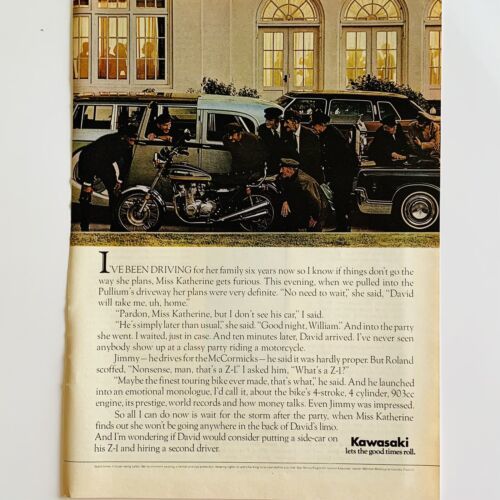 I'VE BEEN DRIVING for her family six years now so I know if things don't go the
way she plans, Miss Katherine gets furious. This evening, when we pulled into the
Pullium's driveway her plans were very definite. "No need to wait," she said, "David
will take me, uh, home."
"Pardon, Miss Katherine, but I don't see his car," I said.
"He's simply later than usual," she said. "Good night, William." And into the party
she went. I waited, just in case. And ten minutes later, David arrived. I've never seen
anybody show up at a classy party riding a motorcycle.
Jimmy—he drives for the McCormicks—he said it was hardly proper. But Roland
scoffed, "Nonsense, man, that's a Z-1." I asked him, "What's a Z-1?"
"Maybe the finest touring bike ever made, that's what," he said. And he launched
into an emotional monologue, I'd call it, about the bike's 4-stroke, 4 cylinder, 903cc
engine, its pretty lines, world records and how money talks. Even Jimmy was impressed.
So all I can do now is wait for the storm after the party, when Miss Katherine
finds out she won't be going anywhere in the back of David's limo.
And I'm wondering if David would consider putting a side-car on
his Z-1 and hiring a second driver.
Kawasaki
lets the good times roll.